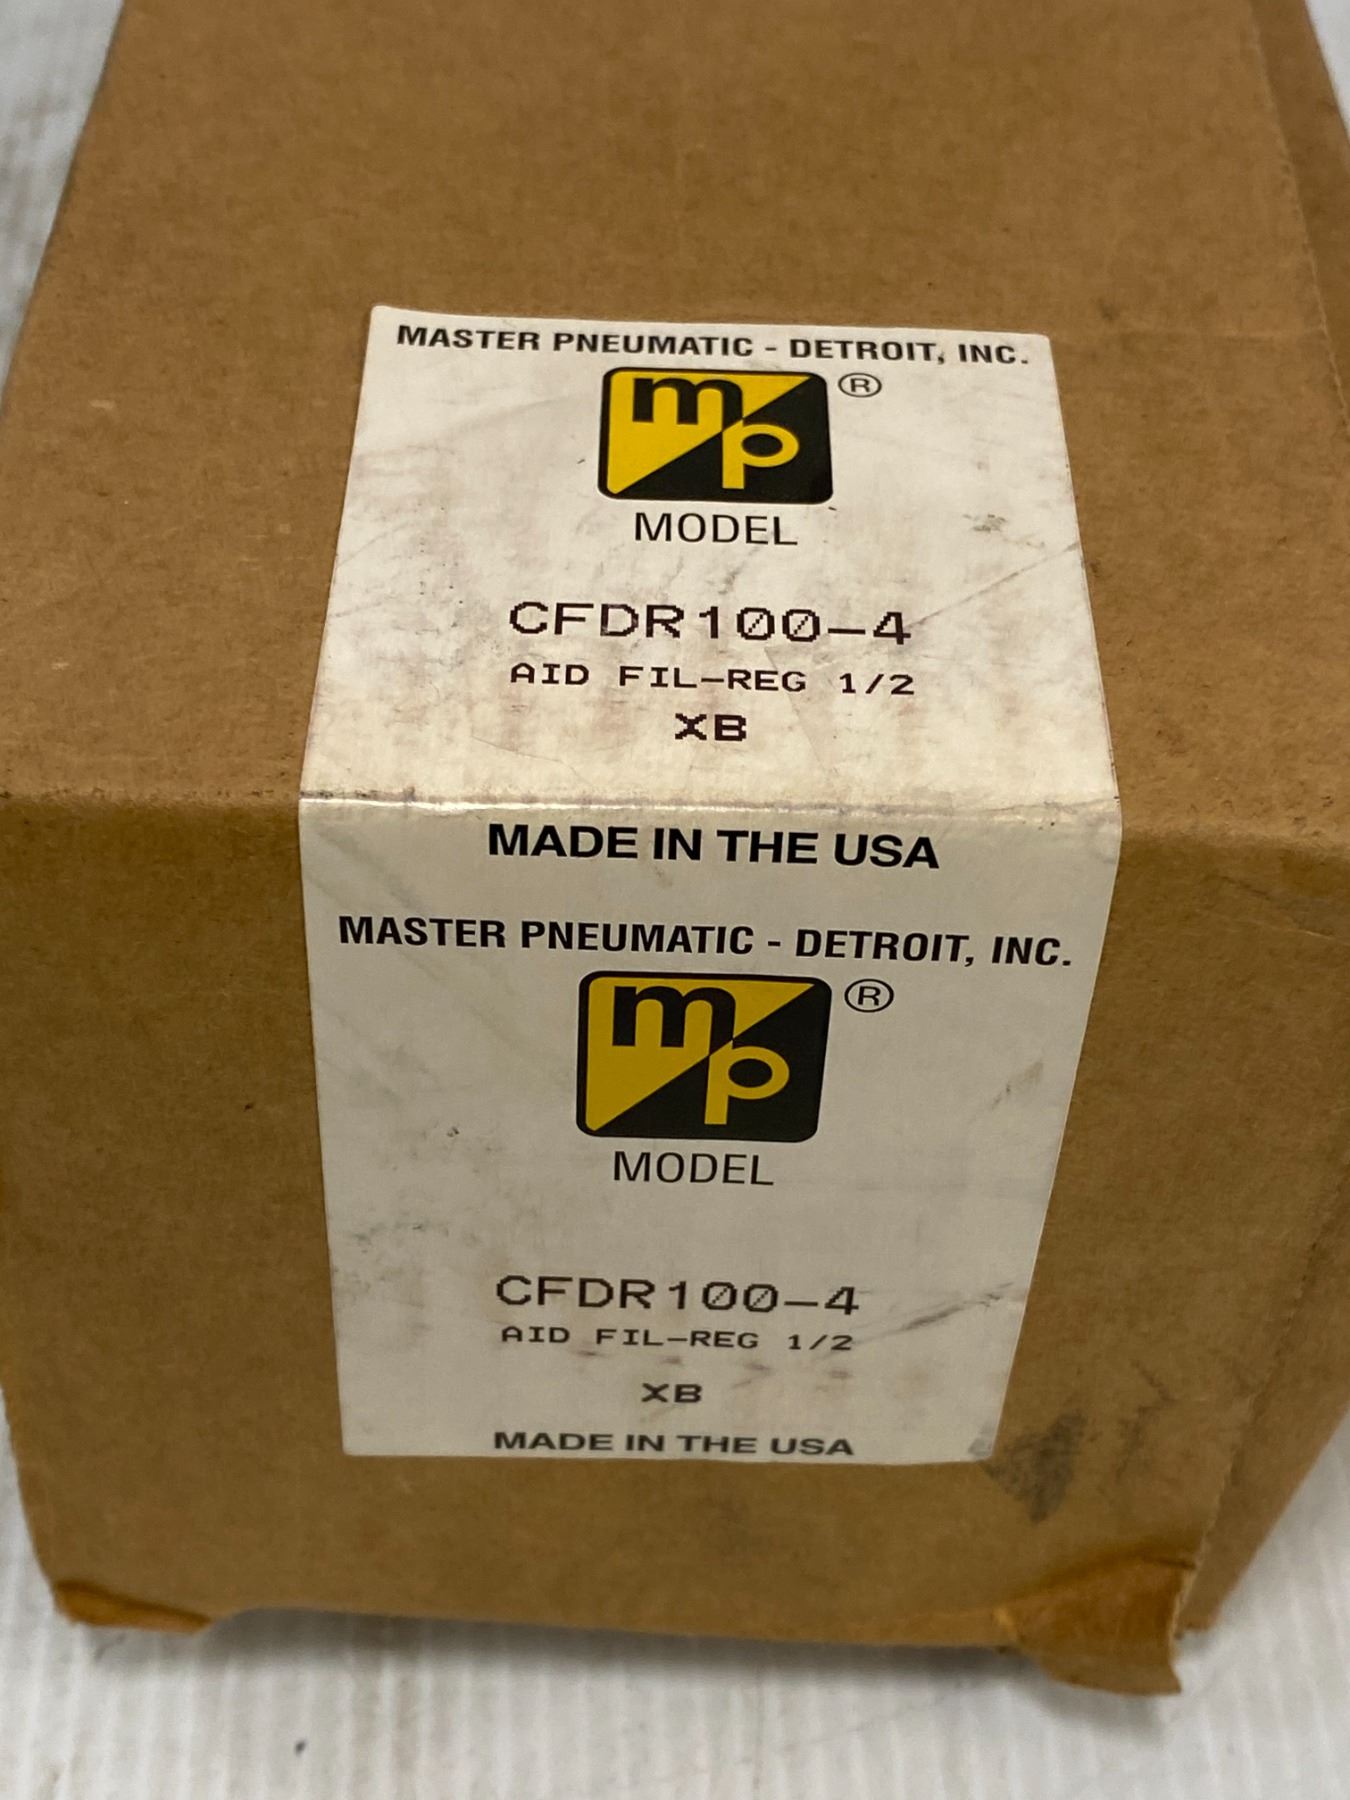 MASTER PNEUMATIC - DETROIT, INC.
mp ®
MODEL
CFDR100-4
AID FIL-REG 1/2
XB
MADE IN THE USA
MASTER PNEUMATIC - DETROIT, INC.
mp ®
MODEL
CFDR100-4
AID FIL-REG 1/2
XB
MADE IN THE USA